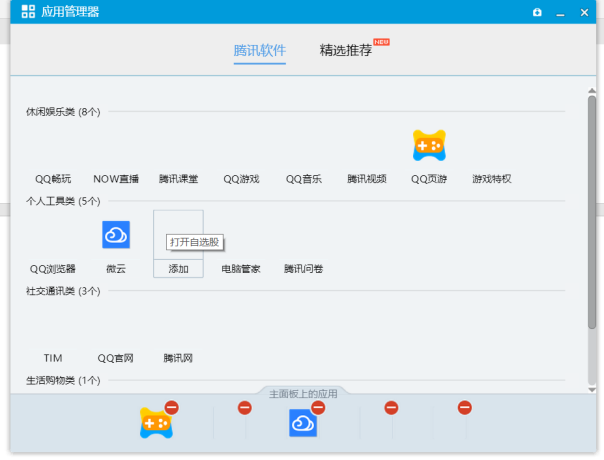 应用管理器
腾讯软件 精选推荐 NEW
休闲娱乐类 (8个)
QQ畅玩 NOW直播 腾讯课堂 QQ游戏 QQ音乐 腾讯视频 QQ页游 游戏特权
个人工具类 (5个)
打开自选股
QQ浏览器 微云 添加 电脑管家 腾讯问卷
社交通讯类 (3个)
TIM QQ官网 腾讯网
生活购物类 (1个)
主面板上的应用